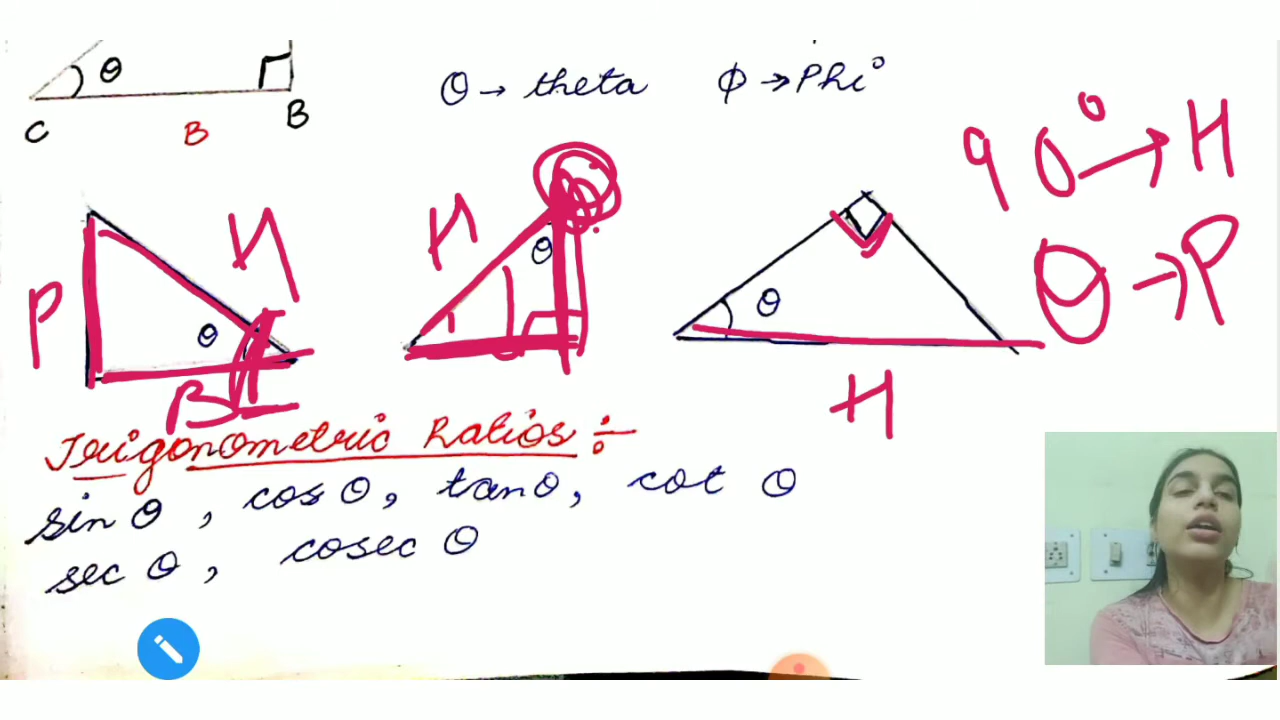 θ
C B B
θ → theta φ → Phi
90° → H
θ → P
P H θ B
H θ
θ H
Trigonometric Ratios ÷
sin θ, cos θ, tan θ, cot θ
sec θ, cosec θ